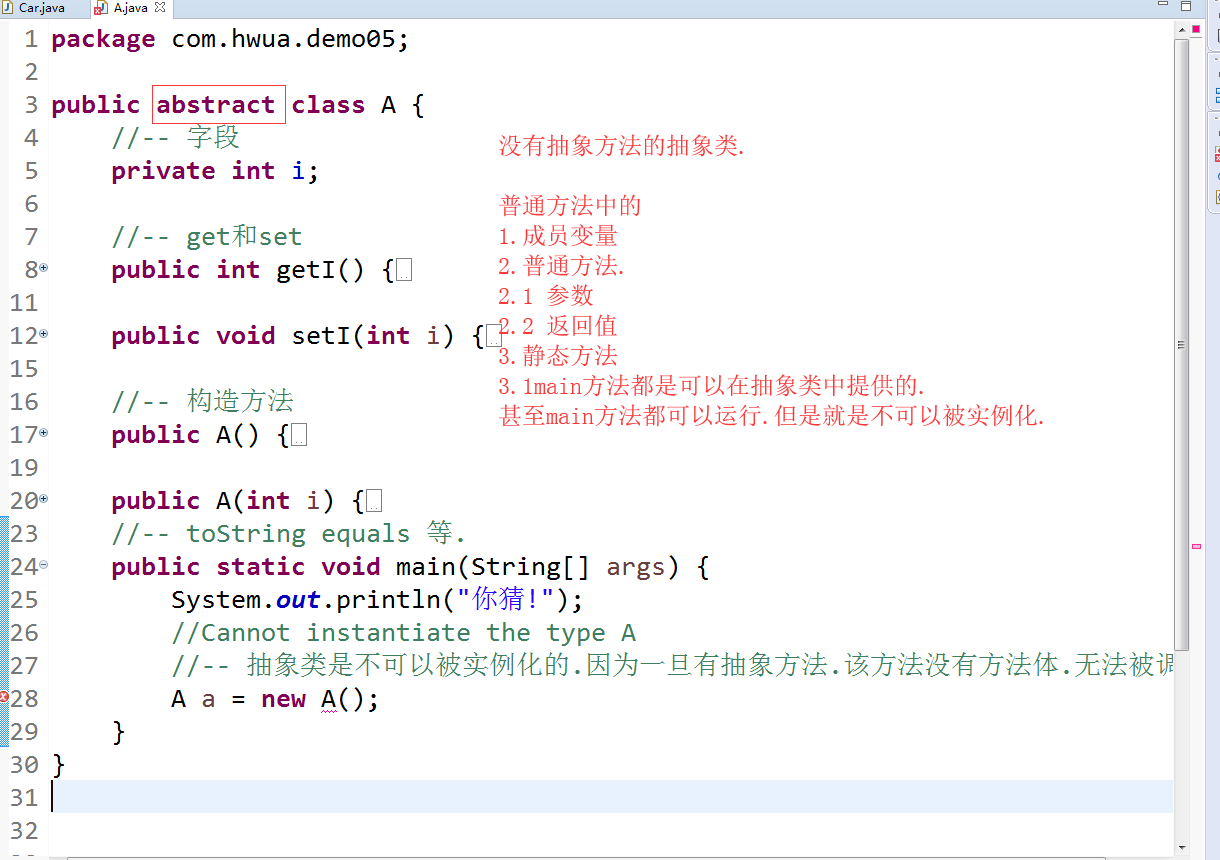 Car.java
A.java
1 package com.hwua.demo05;
2
3 public abstract class A {
4 //-- 字段
没有抽象方法的抽象类.
5 private int i;
6
普通方法中的
7 //-- get和set
1.成员变量
8 public int getI() {
2.普通方法.
11
2.1 参数
12 public void setI(int i) {
2.2 返回值
15
3.静态方法
3.1main方法都是可以在抽象类中提供的.
16 //-- 构造方法
甚至main方法都可以运行.但是就是不可以被实例化.
17 public A() {
19
20 public A(int i) {
23 //-- toString equals 等.
24 public static void main(String[] args) {
25 System.out.println("你猜!");
26 //Cannot instantiate the type A
27 //-- 抽象类是不可以被实例化的.因为一旦有抽象方法.该方法没有方法体.无法被调
28 A a = new A();
29 }
30 }
31
32